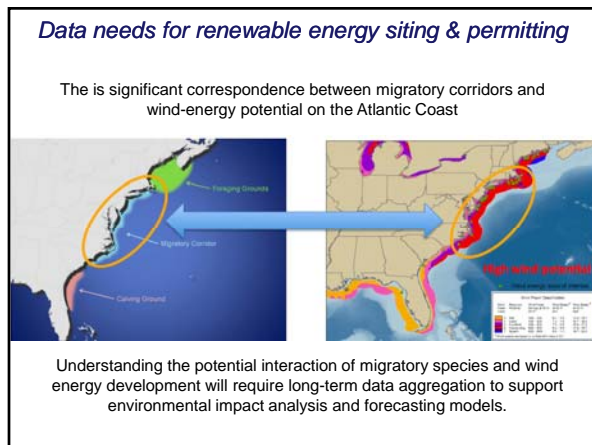 Data needs for renewable energy siting & permitting
The is significant correspondence between migratory corridors and
wind-energy potential on the Atlantic Coast
Foraging Grounds
Migratory Corridor
Calving Ground
High wind potential
Understanding the potential interaction of migratory species and wind
energy development will require long-term data aggregation to support
environmental impact analysis and forecasting models.